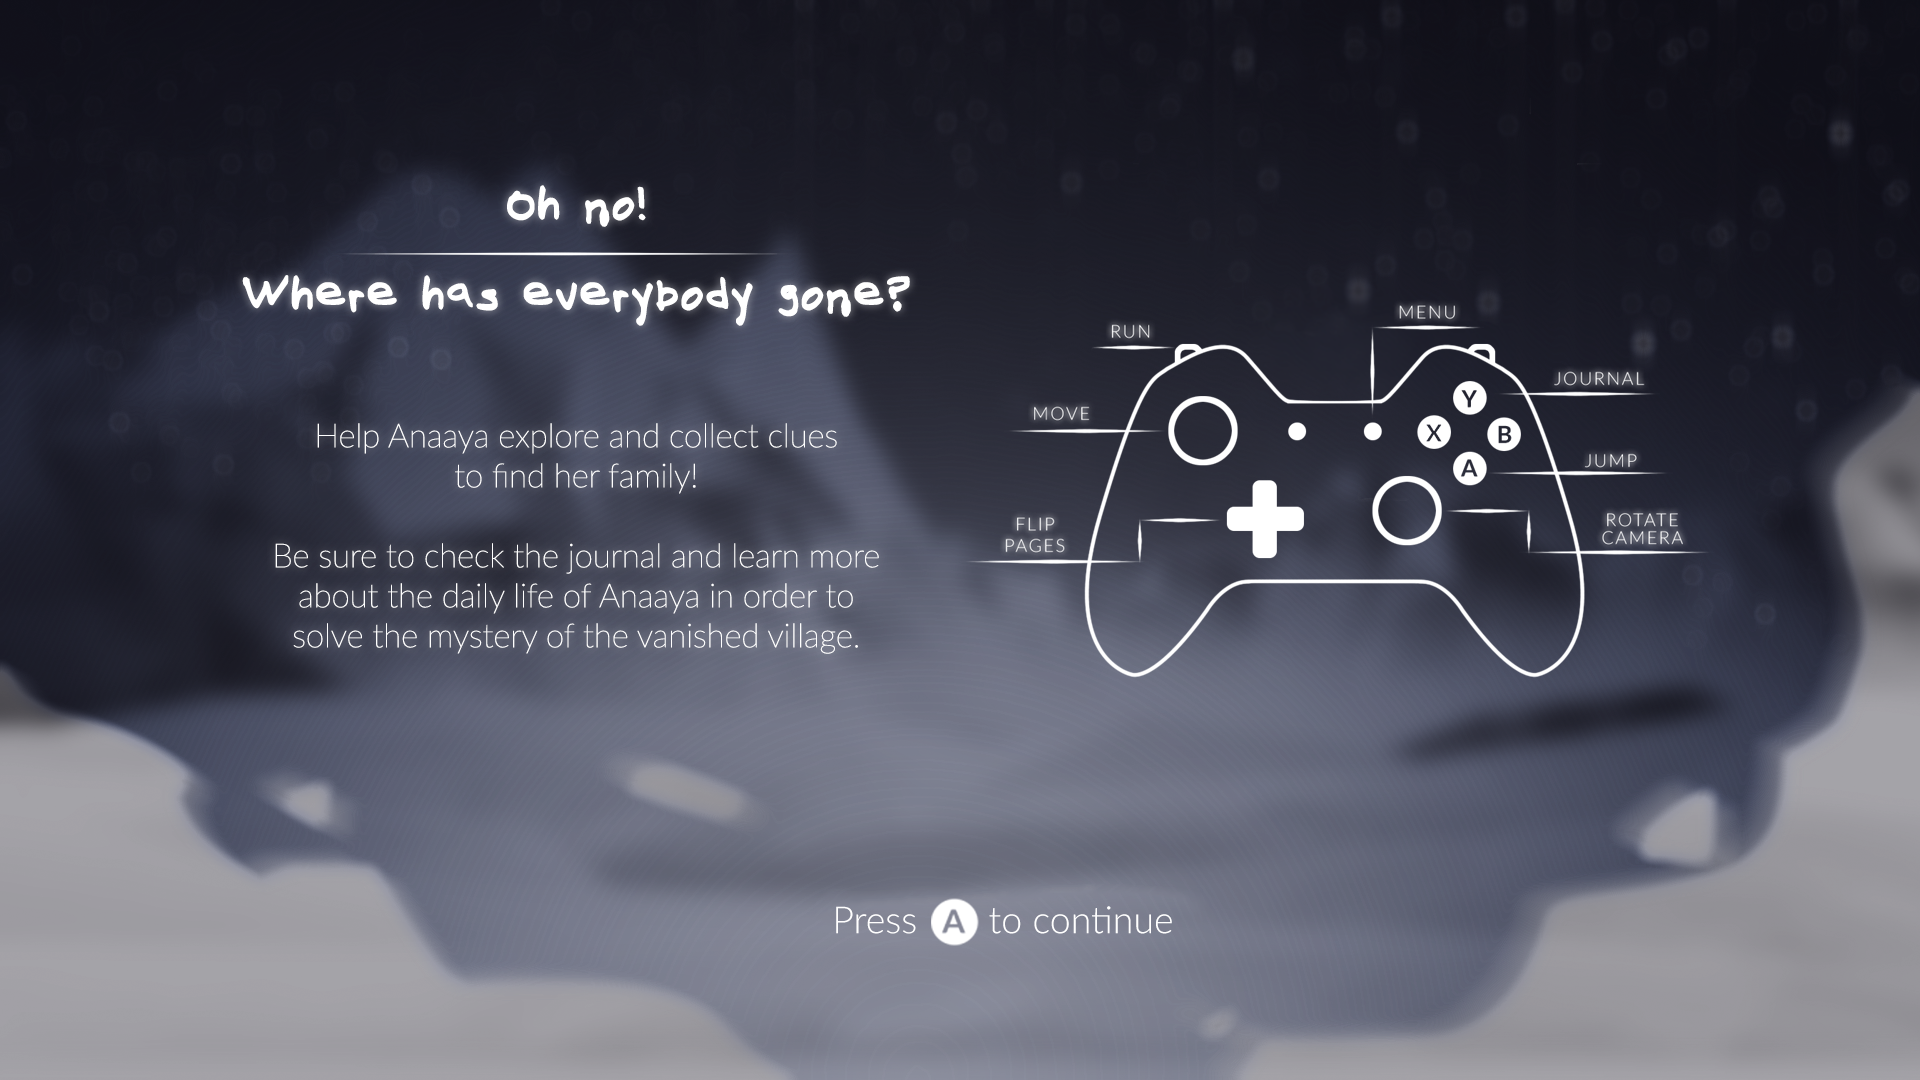 Oh no!
Where has everybody gone?
Help Anaaya explore and collect clues
to find her family!
Be sure to check the journal and learn more
about the daily life of Anaaya in order to
solve the mystery of the vanished village.
RUN
MENU
JOURNAL
MOVE
Y
X
B
A
JUMP
FLIP
PAGES
ROTATE
CAMERA
Press A to continue